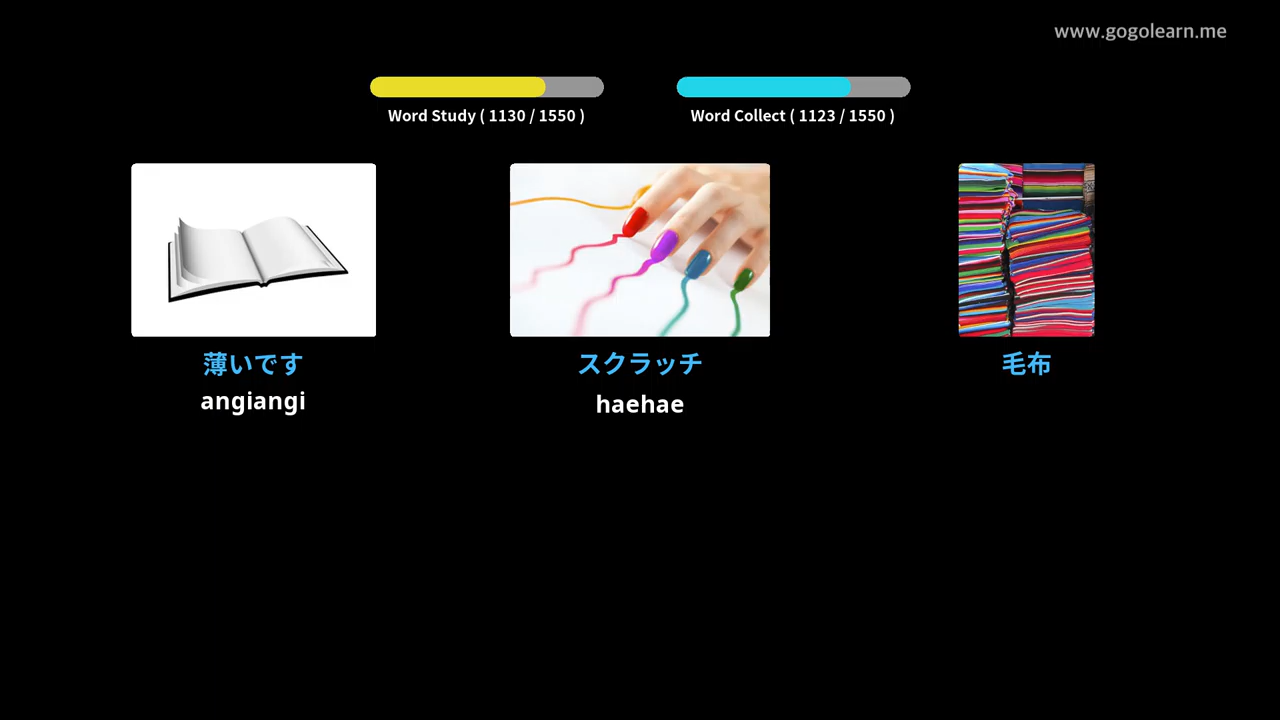 www.gogolearn.me
Word Study ( 1130 / 1550 )
Word Collect ( 1123 / 1550 )
薄いです
スクラッチ
毛布
angiangi
haehae